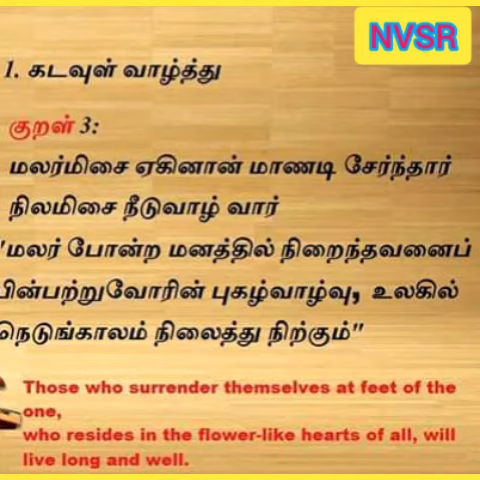 NVSR
1. கடவுள் வாழ்த்து
குறள் 3:
மலர்மிசை ஏகினான் மாணடி சேர்ந்தார்
நிலமிசை நீடுவாழ் வார்
"மலர் போன்ற மனத்தில் நிறைந்தவனைப்
பின்பற்றுவோரின் புகழ்வாழ்வு, உலகில்
நெடுங்காலம் நிலைத்து நிற்கும்"
Those who surrender themselves at feet of the
one,
who resides in the flower-like hearts of all, will
live long and well.